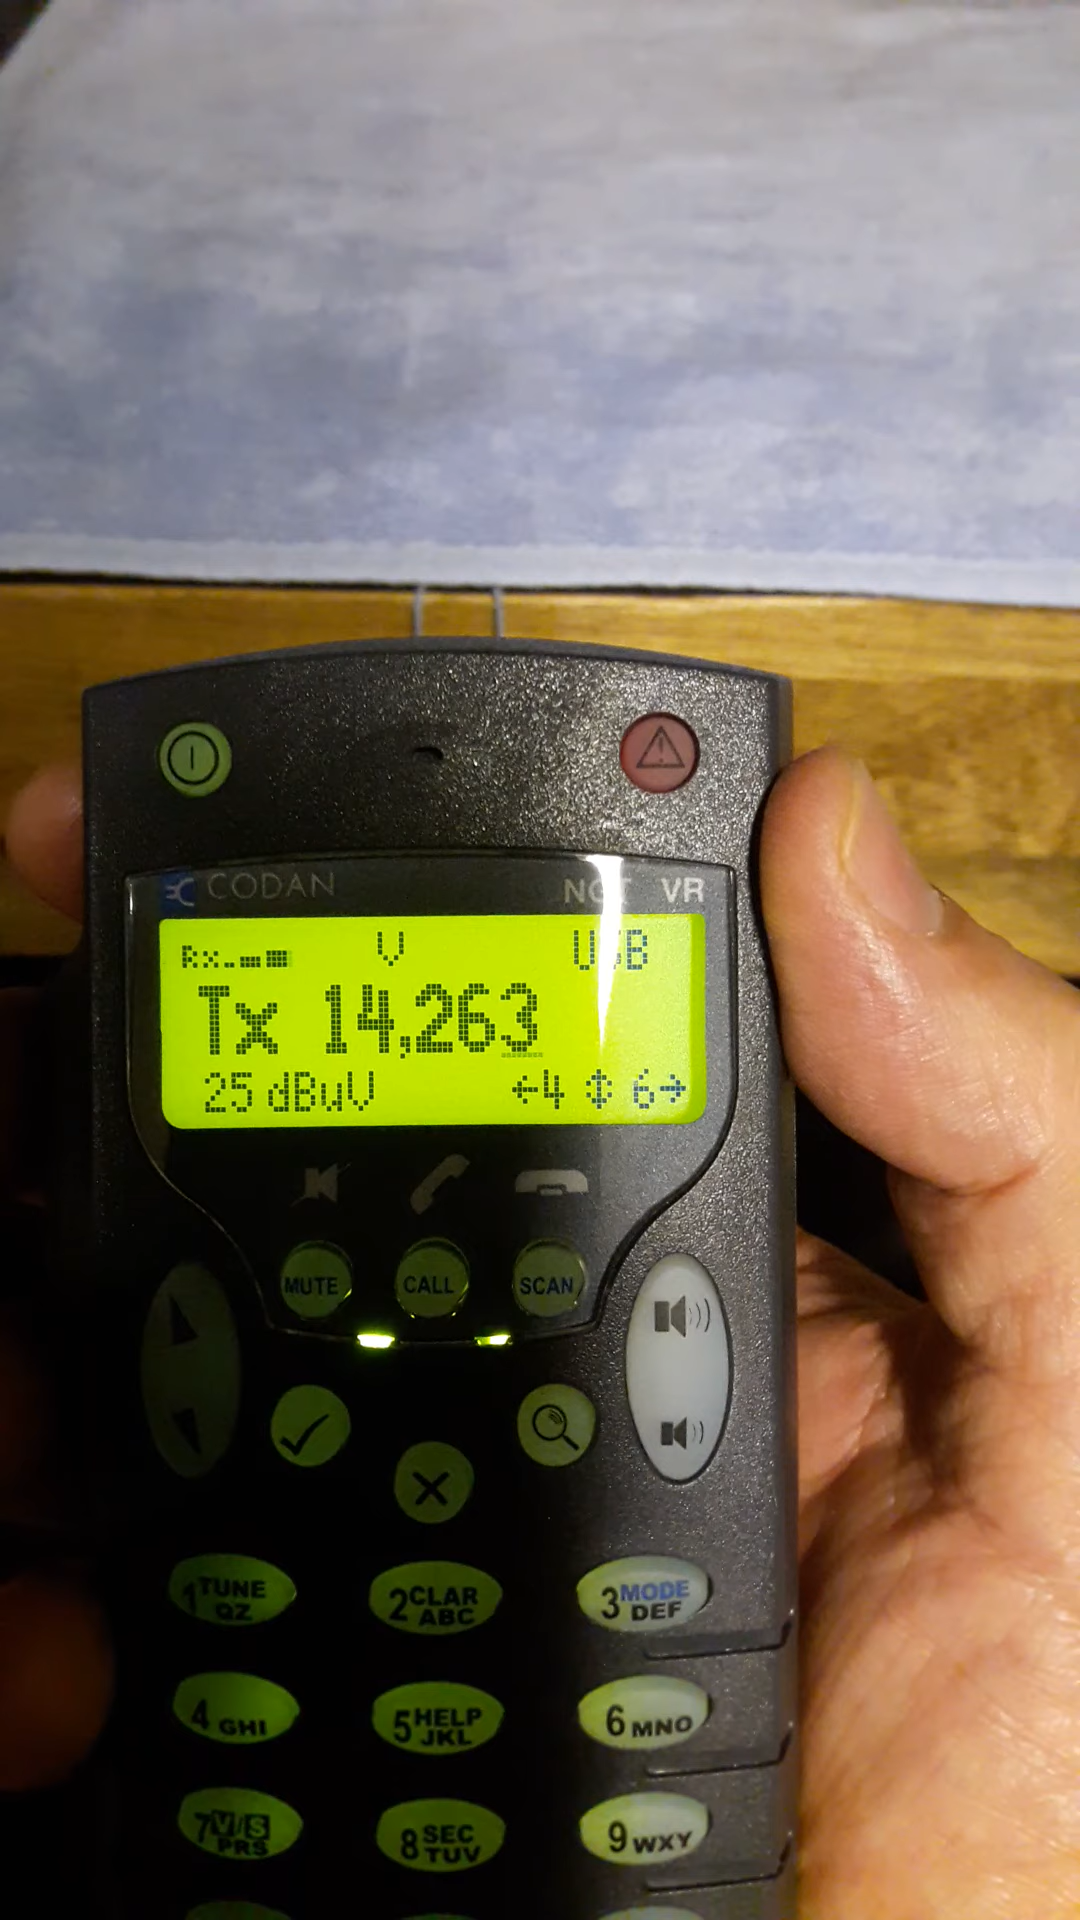 CODAN NGT VR
Rx V USB
Tx 14,263
25 dBuV ←4 ↕ 6→
MUTE CALL SCAN
1 TUNE QZ 2 CLAR ABC 3 MODE DEF
4 GHI 5 HELP JKL 6 MNO
7 V/S PRS 8 SEC TUV 9 WXY